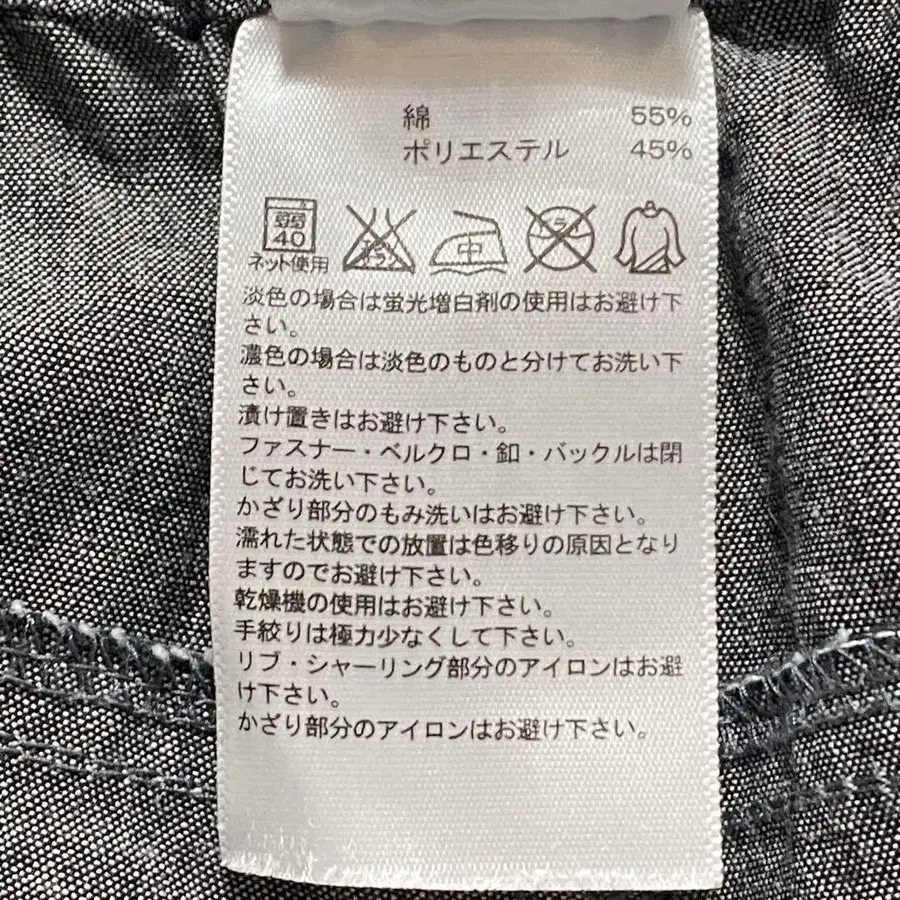 綿 55%
ポリエステル 45%
弱
40
エンソ
サラシ
中
ドライ
ネット使用
淡色の場合は蛍光増白剤の使用はお避け下
さい。
濃色の場合は淡色のものと分けてお洗い下
さい。
漬け置きはお避け下さい。
ファスナー・ベルクロ・釦・バックルは閉
じてお洗い下さい。
かざり部分のもみ洗いはお避け下さい。
濡れた状態での放置は色移りの原因となり
ますのでお避け下さい。
乾燥機の使用はお避け下さい。
手絞りは極力少なくして下さい。
リブ・シャーリング部分のアイロンはお避
け下さい。
かざり部分のアイロンはお避け下さい。